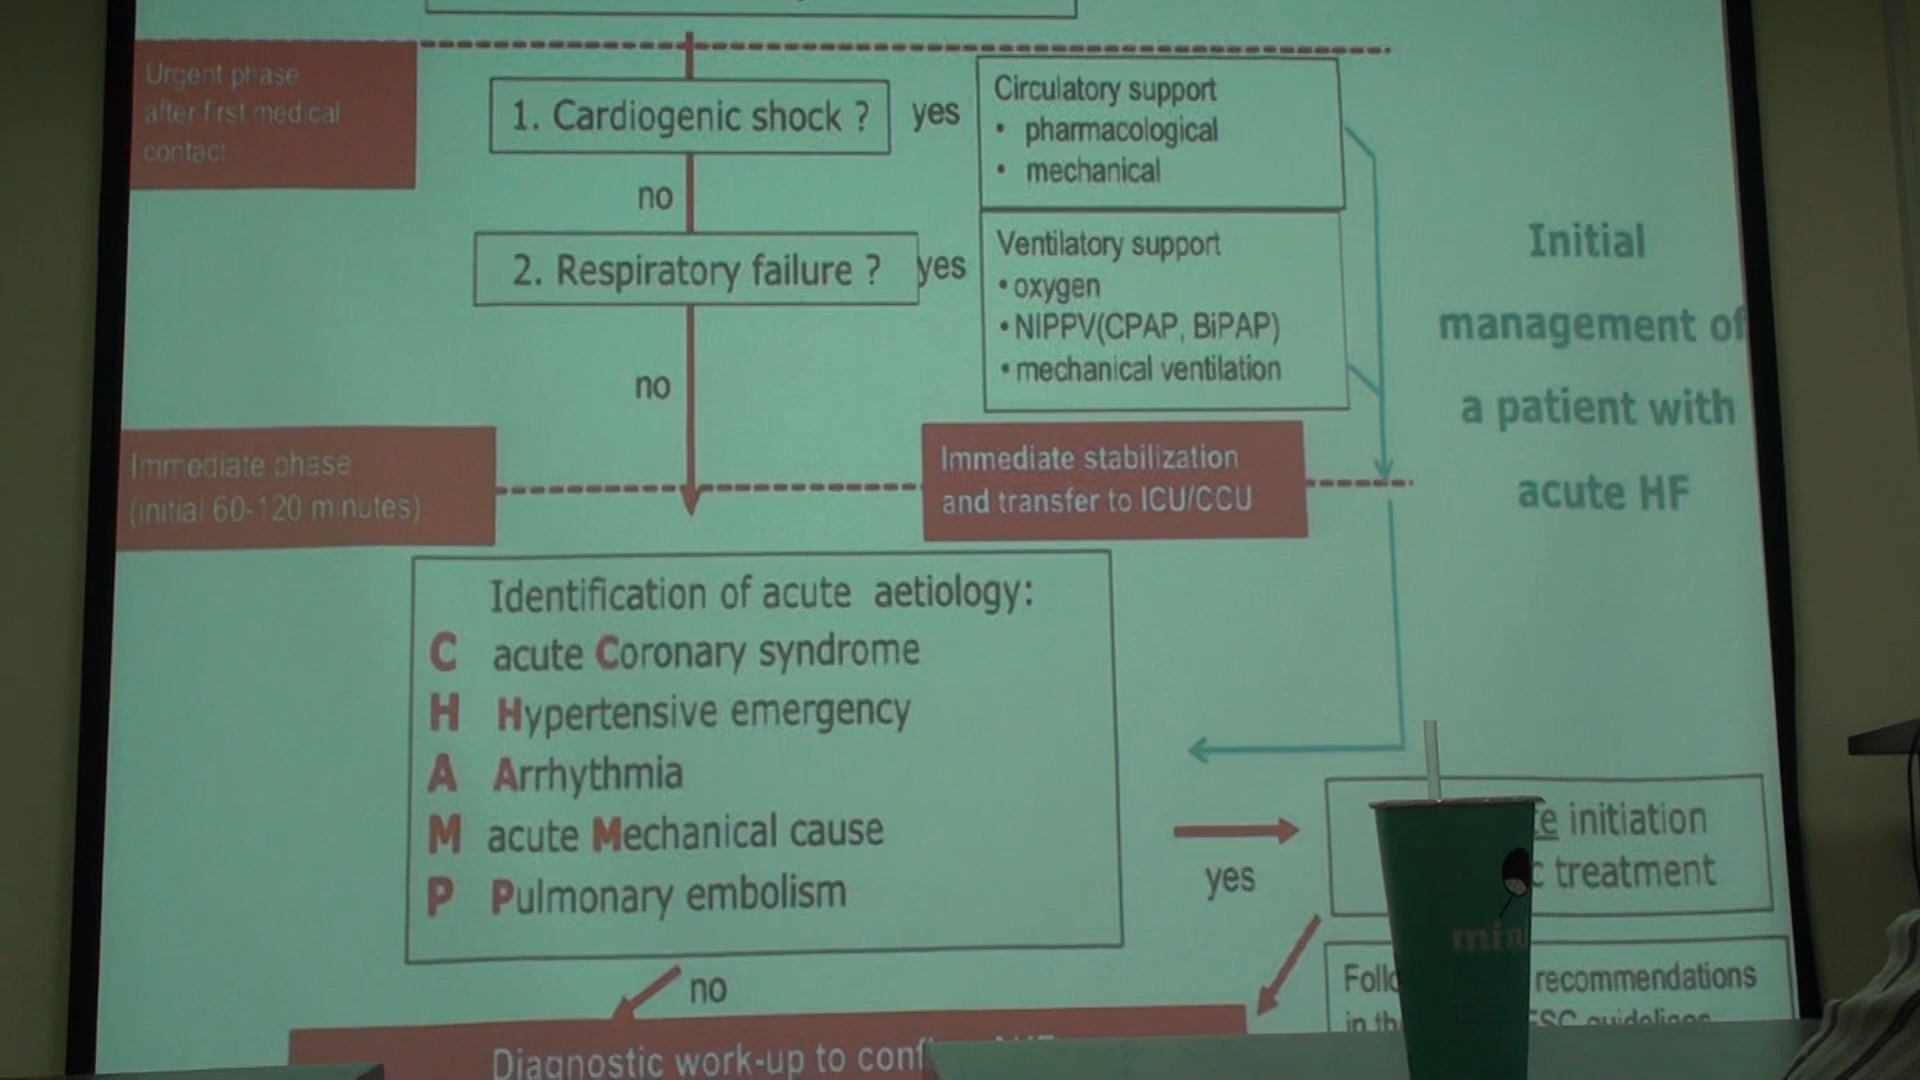 Urgent phase
after first medical
contact
1. Cardiogenic shock ?
yes
Circulatory support
• pharmacological
• mechanical
no
2. Respiratory failure ?
yes
Ventilatory support
• oxygen
• NIPPV(CPAP, BiPAP)
• mechanical ventilation
no
Initial
management of
a patient with
acute HF
Immediate phase
(initial 60-120 minutes)
Immediate stabilization
and transfer to ICU/CCU
Identification of acute aetiology:
C acute Coronary syndrome
H Hypertensive emergency
A Arrhythmia
M acute Mechanical cause
P Pulmonary embolism
yes
initiation
treatment
no
recommendations
ESC guidelines
Diagnostic work-up to